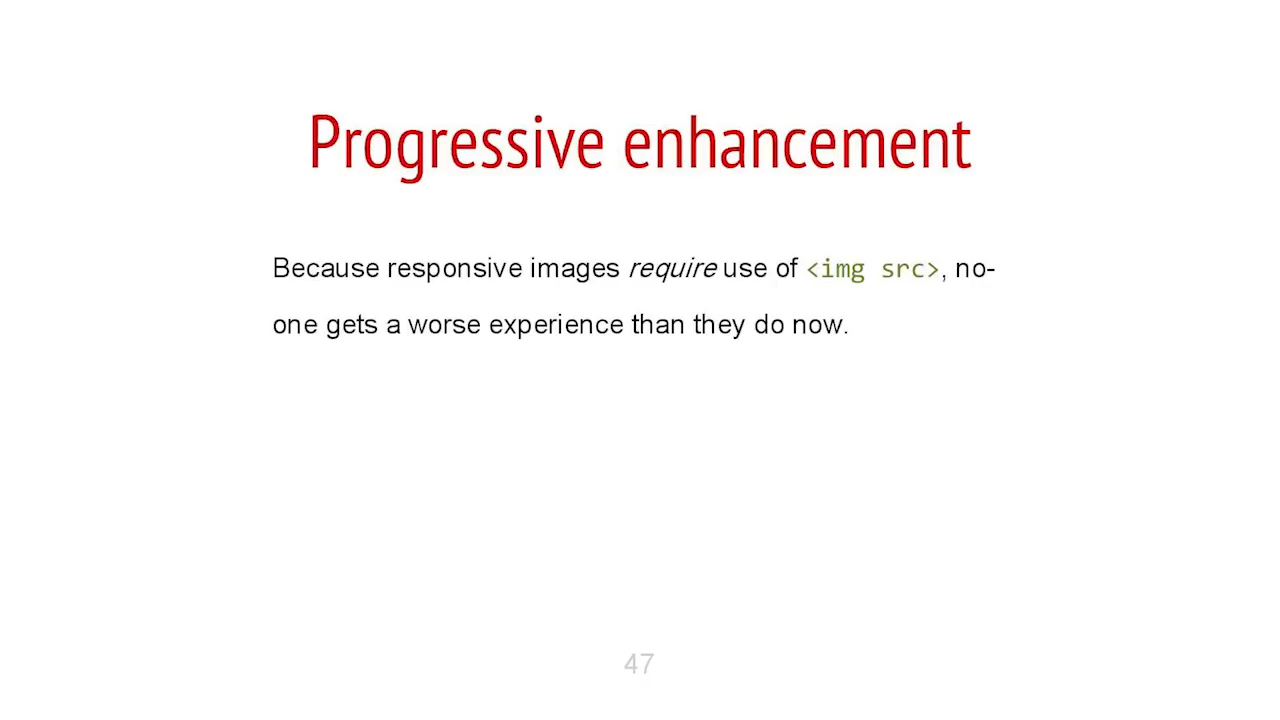 Progressive enhancement
Because responsive images require use of <img src>, no-
one gets a worse experience than they do now.
47